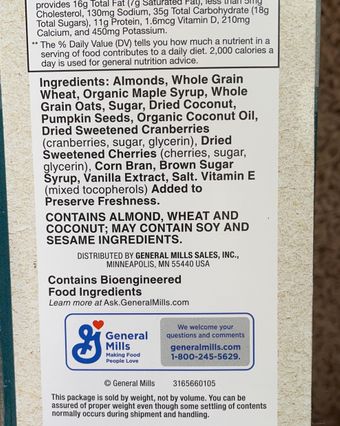 provides 16g Total Fat (7g Saturated Fat), less than 5mg
Cholesterol, 130mg Sodium, 35g Total Carbohydrate (18g
Total Sugars), 11g Protein, 1.6mcg Vitamin D, 210mg
Calcium, and 450mg Potassium.
** The % Daily Value (DV) tells you how much a nutrient in a
serving of food contributes to a daily diet. 2,000 calories a
day is used for general nutrition advice.
Ingredients: Almonds, Whole Grain
Wheat, Organic Maple Syrup, Whole
Grain Oats, Sugar, Dried Coconut,
Pumpkin Seeds, Organic Coconut Oil,
Dried Sweetened Cranberries
(cranberries, sugar, glycerin), Dried
Sweetened Cherries (cherries, sugar,
glycerin), Corn Bran, Brown Sugar
Syrup, Vanilla Extract, Salt. Vitamin E
(mixed tocopherols) Added to
Preserve Freshness.
CONTAINS ALMOND, WHEAT AND
COCONUT; MAY CONTAIN SOY AND
SESAME INGREDIENTS.
DISTRIBUTED BY GENERAL MILLS SALES, INC.,
MINNEAPOLIS, MN 55440 USA
Contains Bioengineered
Food Ingredients
Learn more at Ask.GeneralMills.com
General
Mills
Making Food
People Love
We welcome your
questions and comments
generalmills.com
1-800-245-5629.
© General Mills 3165660105
This package is sold by weight, not by volume. You can be
assured of proper weight even though some settling of contents
normally occurs during shipment and handling.